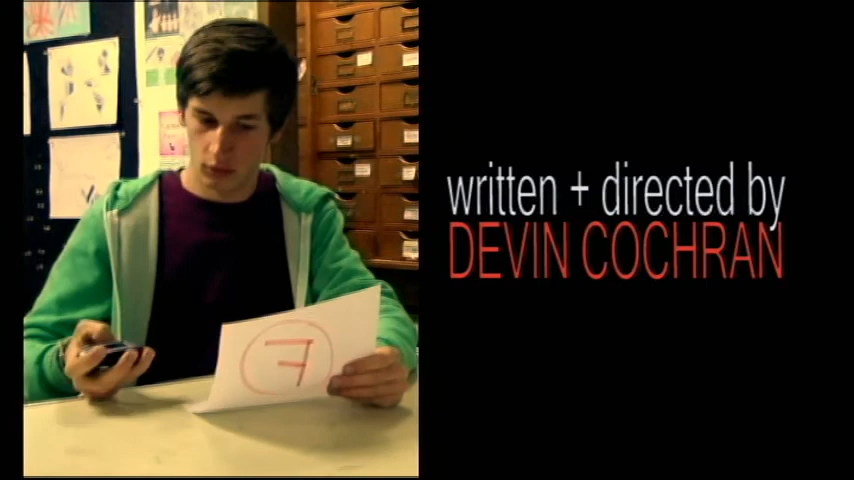 written + directed by
DEVIN COCHRAN
F